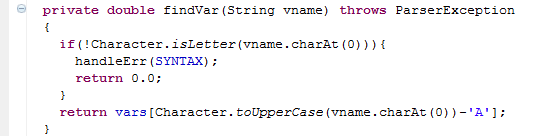 private double findVar(String vname) throws ParserException
{
if(!Character.isLetter(vname.charAt(0))){
handleErr(SYNTAX);
return 0.0;
}
return vars[Character.toUpperCase(vname.charAt(0))-'A'];
}